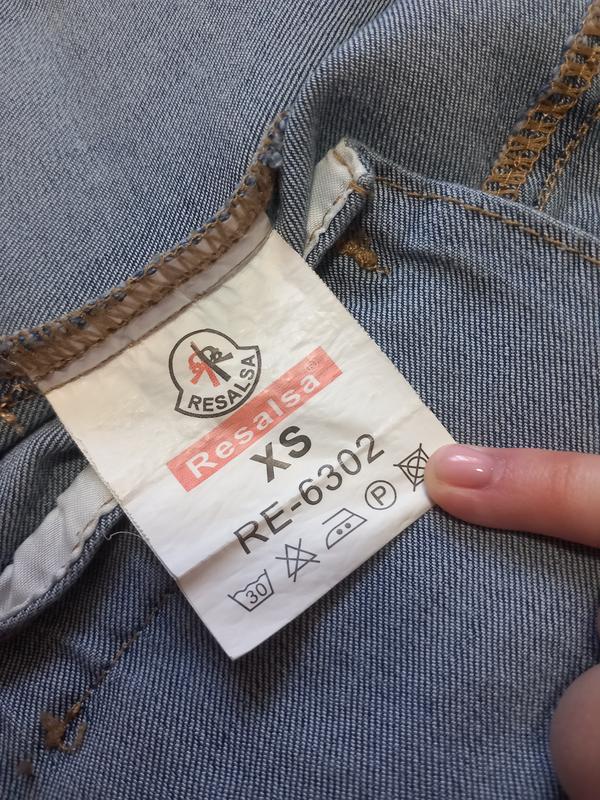 RESALSA
Resalsa®
XS
RE-6302
30
P